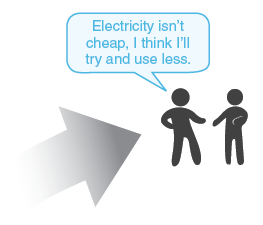 Electricity isn't
cheap, I think I'll
try and use less.